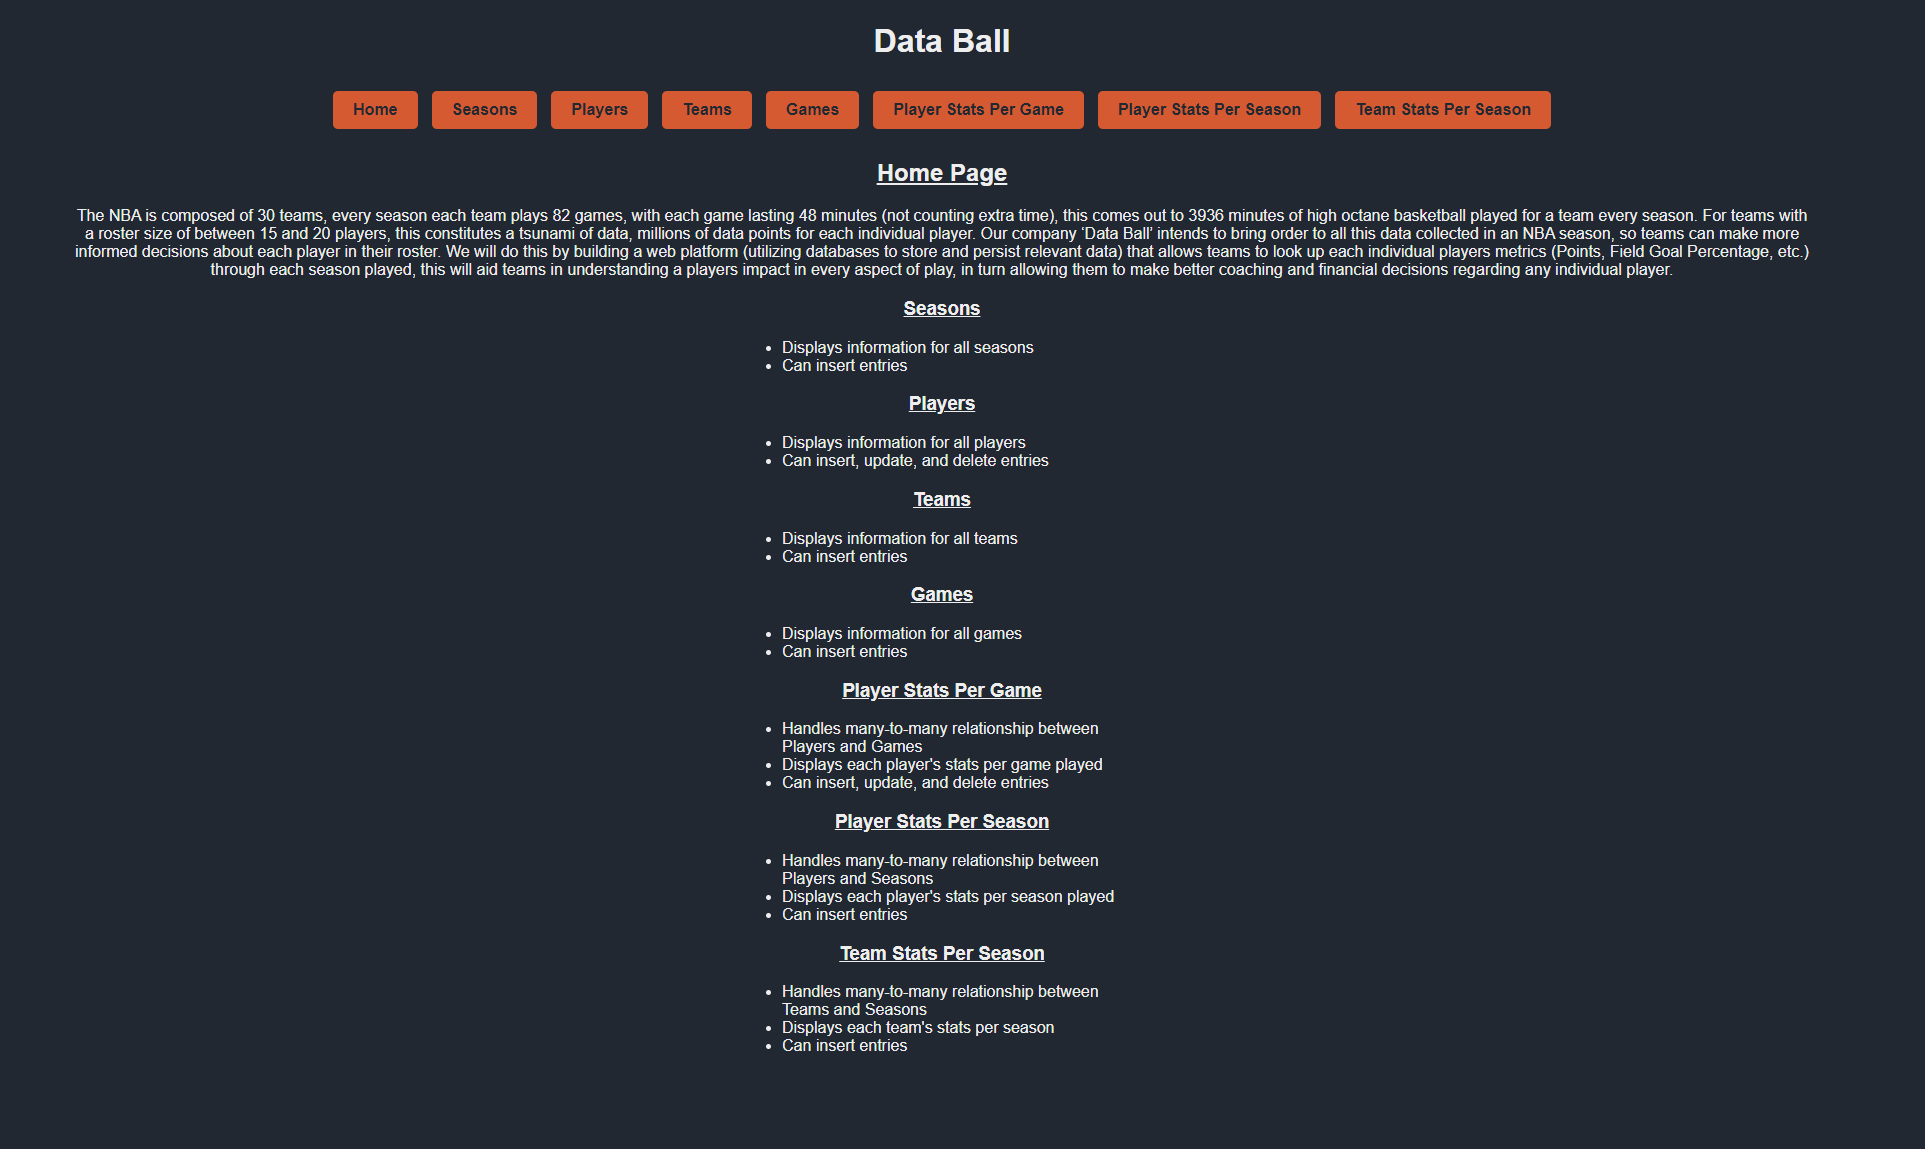 Data Ball
Home Seasons Players Teams Games Player Stats Per Game Player Stats Per Season Team Stats Per Season
Home Page
The NBA is composed of 30 teams, every season each team plays 82 games, with each game lasting 48 minutes (not counting extra time), this comes out to 3936 minutes of high octane basketball played for a team every season. For teams with
a roster size of between 15 and 20 players, this constitutes a tsunami of data, millions of data points for each individual player. Our company ‘Data Ball’ intends to bring order to all this data collected in an NBA season, so teams can make more
informed decisions about each player in their roster. We will do this by building a web platform (utilizing databases to store and persist relevant data) that allows teams to look up each individual players metrics (Points, Field Goal Percentage, etc.)
through each season played, this will aid teams in understanding a players impact in every aspect of play, in turn allowing them to make better coaching and financial decisions regarding any individual player.
Seasons
• Displays information for all seasons
• Can insert entries
Players
• Displays information for all players
• Can insert, update, and delete entries
Teams
• Displays information for all teams
• Can insert entries
Games
• Displays information for all games
• Can insert entries
Player Stats Per Game
• Handles many-to-many relationship between
Players and Games
• Displays each player's stats per game played
• Can insert, update, and delete entries
Player Stats Per Season
• Handles many-to-many relationship between
Players and Seasons
• Displays each player's stats per season played
• Can insert entries
Team Stats Per Season
• Handles many-to-many relationship between
Teams and Seasons
• Displays each team's stats per season
• Can insert entries